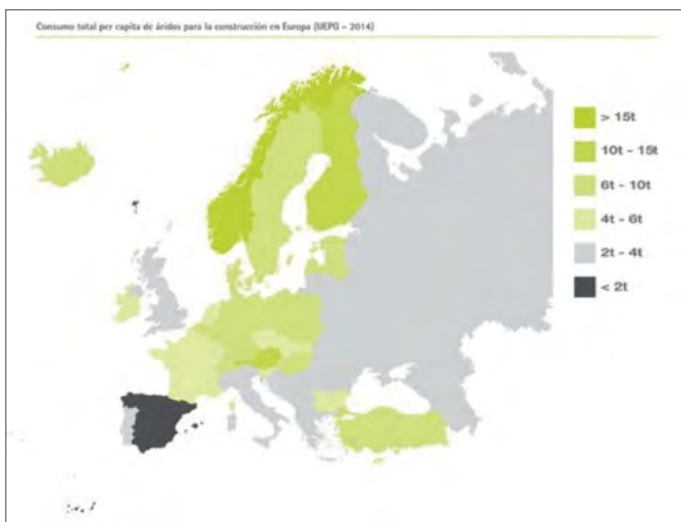 Consumo total per capita de áridos para la construcción en Europa (UEPG – 2014)
> 15t
10t - 15t
6t - 10t
4t - 6t
2t - 4t
< 2t